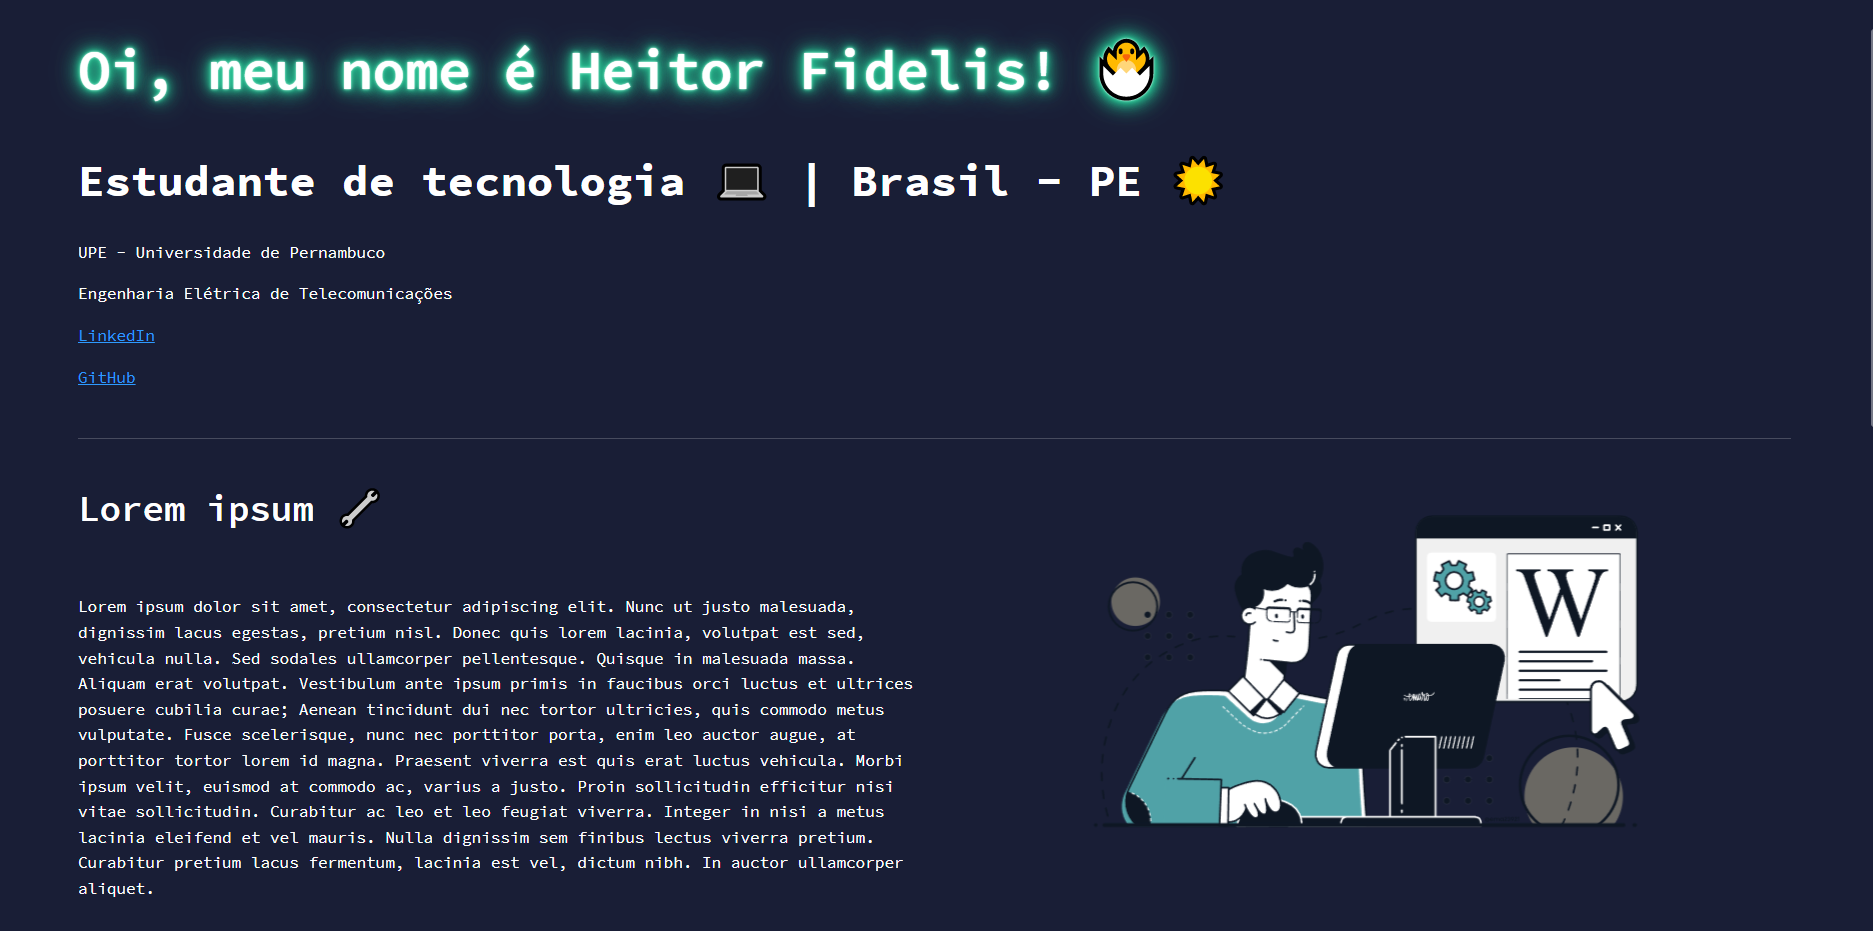 Oi, meu nome é Heitor Fidelis! 🐣
Estudante de tecnologia 💻 | Brasil - PE ☀️
UPE - Universidade de Pernambuco
Engenharia Elétrica de Telecomunicações
LinkedIn
GitHub
Lorem ipsum 🔧
Lorem ipsum dolor sit amet, consectetur adipiscing elit. Nunc ut justo malesuada,
dignissim lacus egestas, pretium nisl. Donec quis lorem lacinia, volutpat est sed,
vehicula nulla. Sed sodales ullamcorper pellentesque. Quisque in malesuada massa.
Aliquam erat volutpat. Vestibulum ante ipsum primis in faucibus orci luctus et ultrices
posuere cubilia curae; Aenean tincidunt dui nec tortor ultricies, quis commodo metus
vulputate. Fusce scelerisque, nunc nec porttitor porta, enim leo auctor augue, at
porttitor tortor lorem id magna. Praesent viverra est quis erat luctus vehicula. Morbi
ipsum velit, euismod at commodo ac, varius a justo. Proin sollicitudin efficitur nisi
vitae sollicitudin. Curabitur ac leo et leo feugiat viverra. Integer in nisi a metus
lacinia eleifend et vel mauris. Nulla dignissim sem finibus lectus viverra pretium.
Curabitur pretium lacus fermentum, lacinia est vel, dictum nibh. In auctor ullamcorper
aliquet.
W